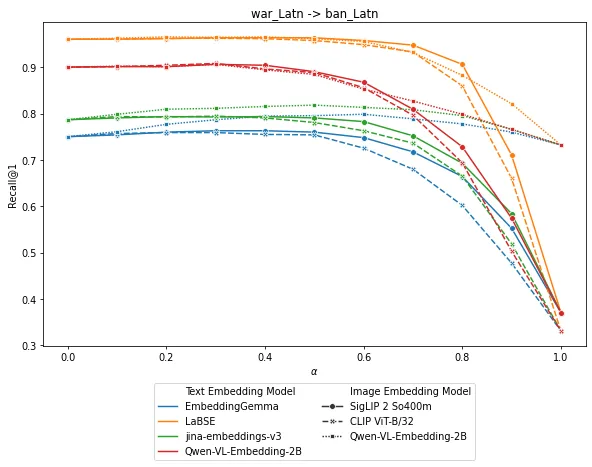 war_Latn -> ban_Latn
Recall@1
0.9
0.8
0.7
0.6
0.5
0.4
0.3
0.0 0.2 0.4 0.6 0.8 1.0
α
Text Embedding Model
EmbeddingGemma
LaBSE
jina-embeddings-v3
Qwen-VL-Embedding-2B
Image Embedding Model
SigLIP 2 So400m
CLIP ViT-B/32
Qwen-VL-Embedding-2B